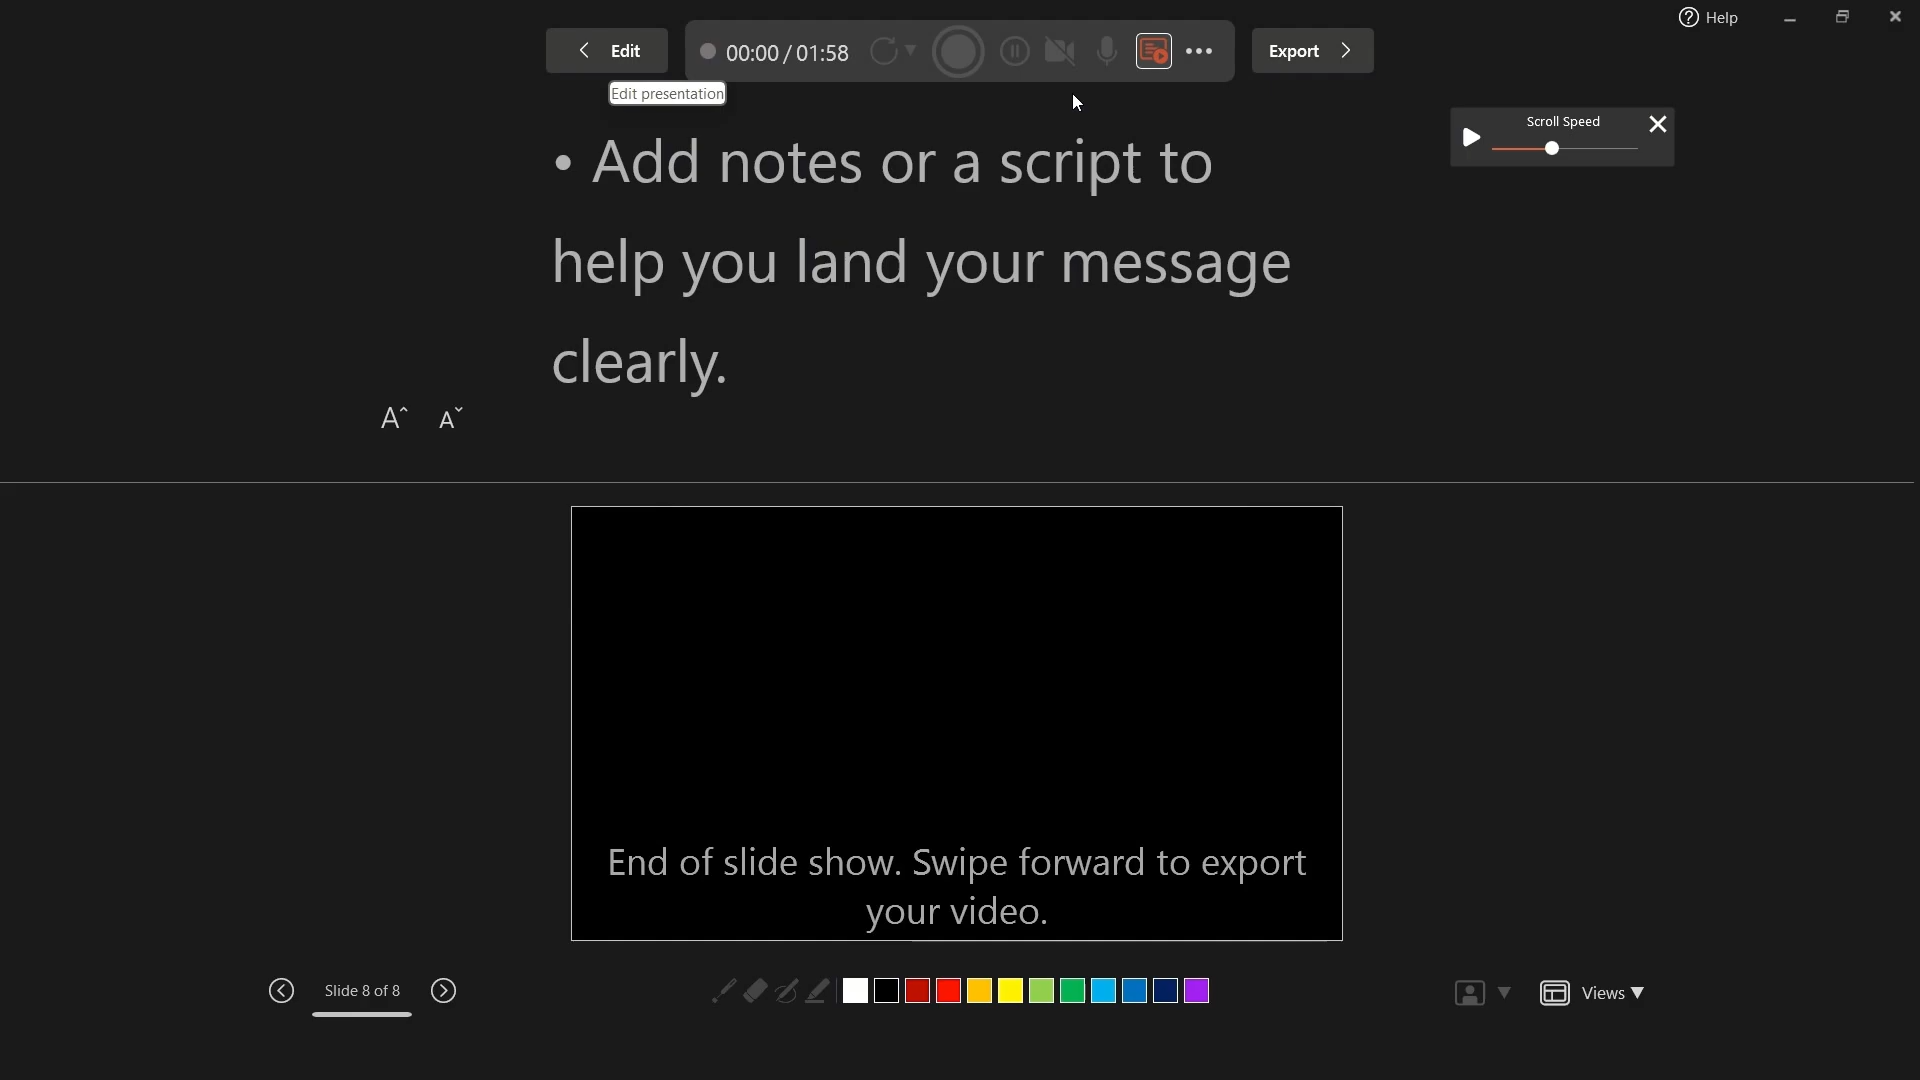 Help
Edit
00:00 / 01:58
Export
Edit presentation
Scroll Speed
• Add notes or a script to
help you land your message
clearly.
A A
End of slide show. Swipe forward to export
your video.
Slide 8 of 8
Views